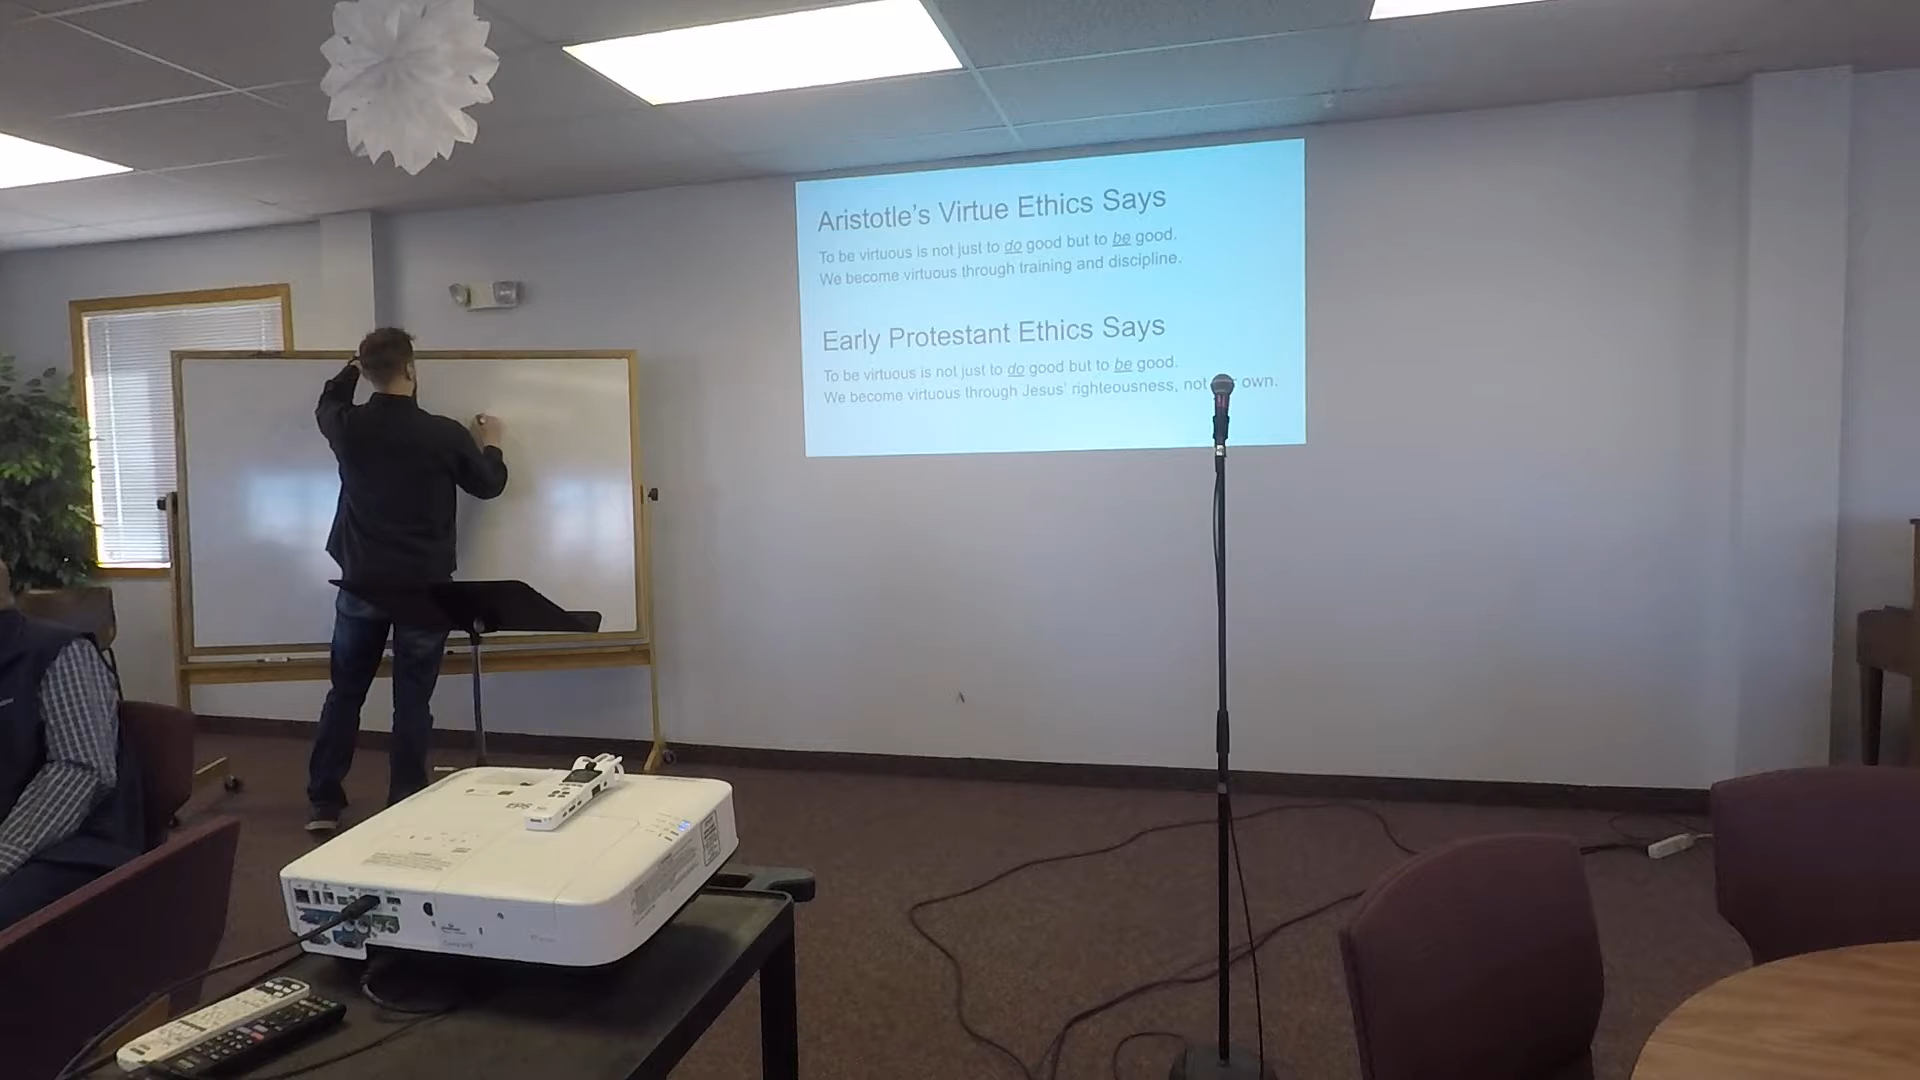 Aristotle's Virtue Ethics Says
To be virtuous is not just to do good but to be good.
We become virtuous through training and discipline.
Early Protestant Ethics Says
To be virtuous is not just to do good but to be good.
We become virtuous through Jesus' righteousness, not own.